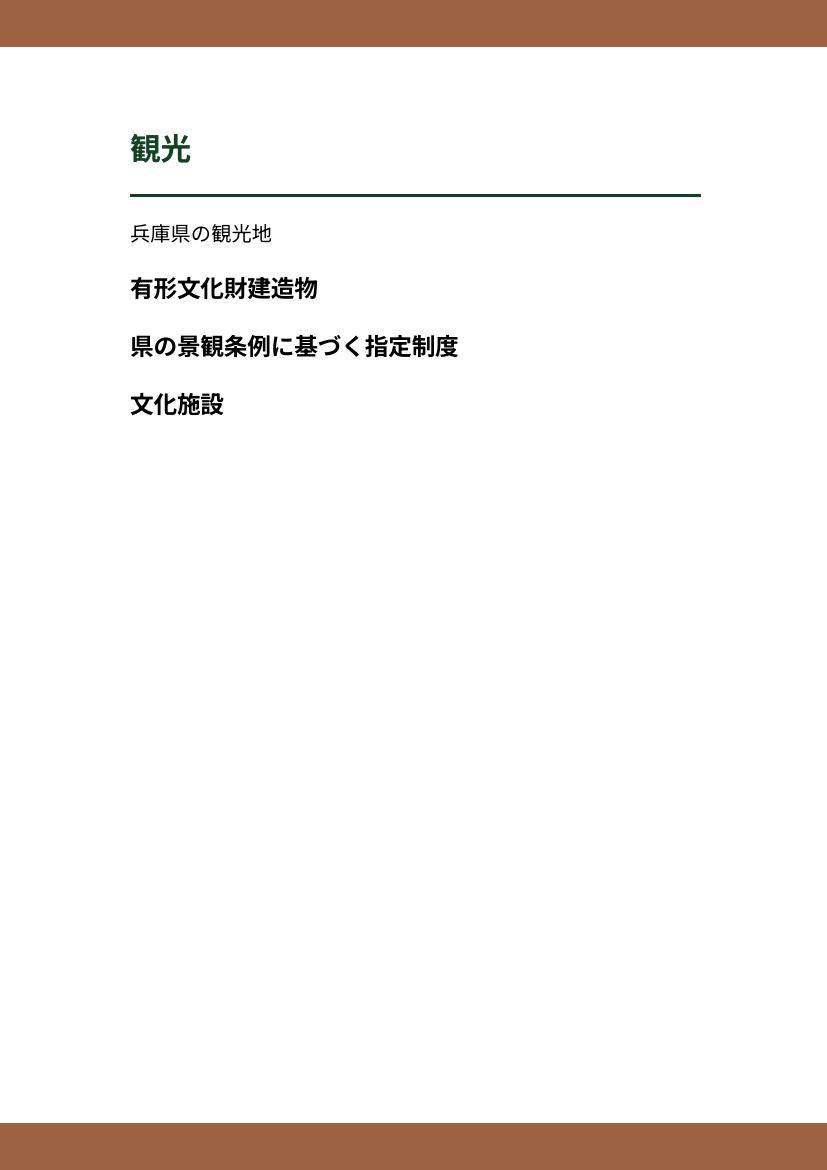 観光
兵庫県の観光地
有形文化財建造物
県の景観条例に基づく指定制度
文化施設